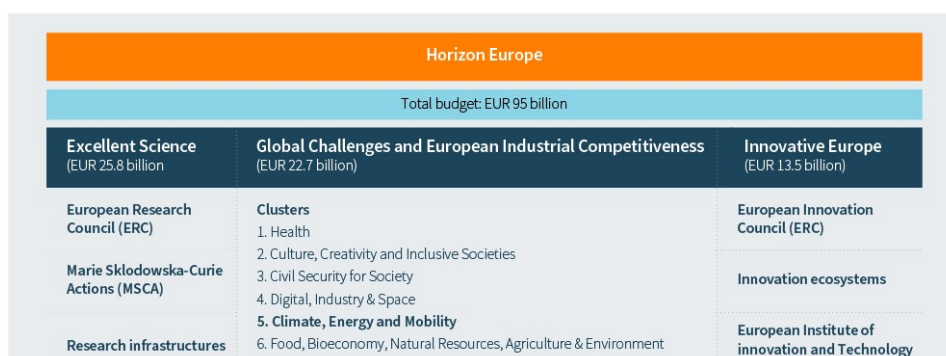 Horizon Europe
Total budget: EUR 95 billion
Excellent Science
(EUR 25.8 billion
Global Challenges and European Industrial Competitiveness
(EUR 22.7 billion)
Innovative Europe
(EUR 13.5 billion)
European Research
Council (ERC)
Marie Sklodowska-Curie
Actions (MSCA)
Research infrastructures
Clusters
1. Health
2. Culture, Creativity and Inclusive Societies
3. Civil Security for Society
4. Digital, Industry & Space
5. Climate, Energy and Mobility
6. Food, Bioeconomy, Natural Resources, Agriculture & Environment
European Innovation
Council (ERC)
Innovation ecosystems
European Institute of
innovation and Technology